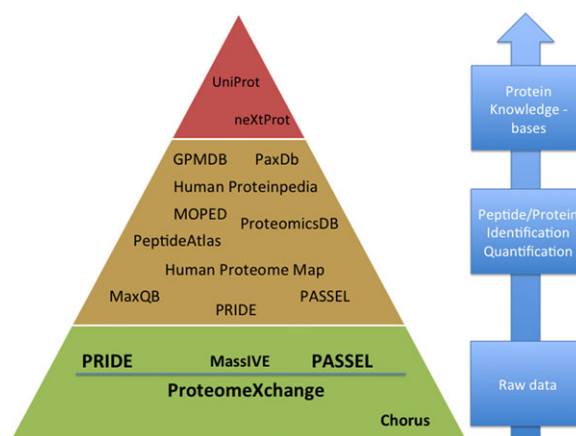 UniProt
neXtProt
GPMDB PaxDb
Human Proteinpedia
MOPED
ProteomicsDB
PeptideAtlas
Human Proteome Map
MaxQB PASSEL
PRIDE
PRIDE MassIVE PASSEL
ProteomeXchange
Chorus
Protein
Knowledge -
bases
Peptide/Protein
Identification
Quantification
Raw data